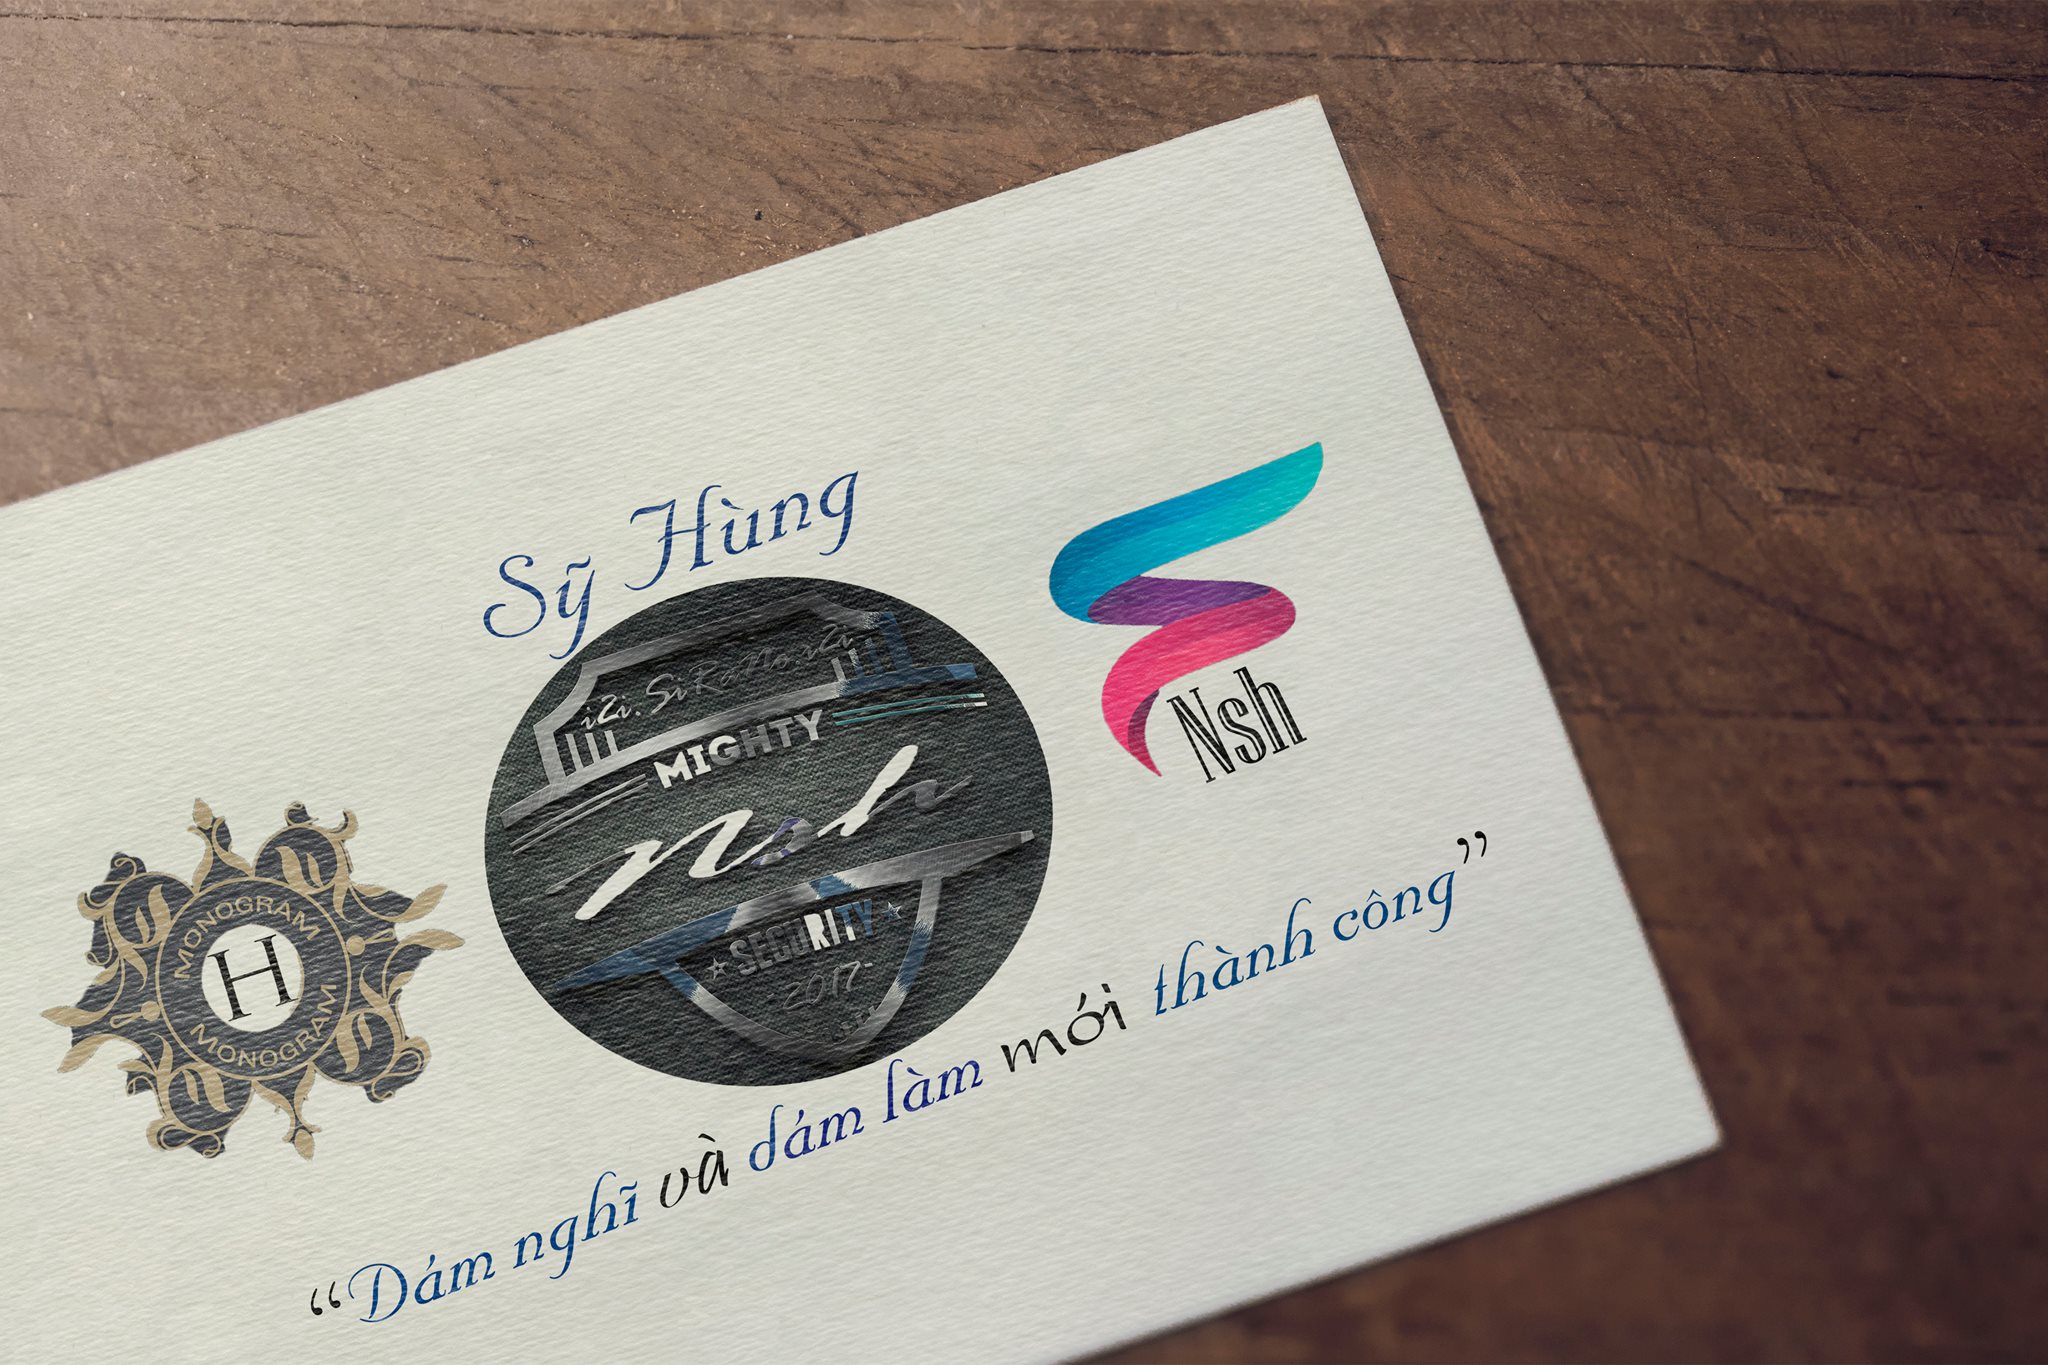 Sỹ Hùng
MIGHTY
nsh
SECURITY
2017-
Nsh
MONOGRAM
H
MONOGRAM
“Dám nghĩ và dám làm mới thành công”